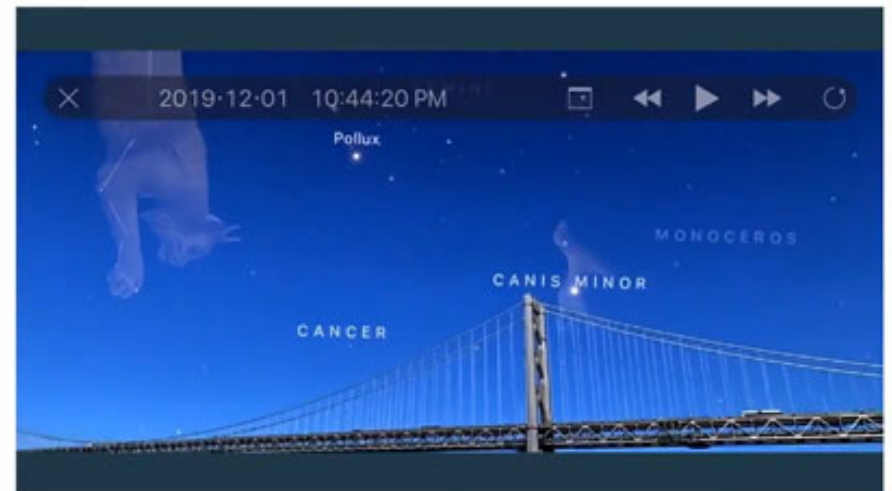 2019·12·01 10:44:20 PM
Pollux
MONOCEROS
CANIS MINOR
CANCER